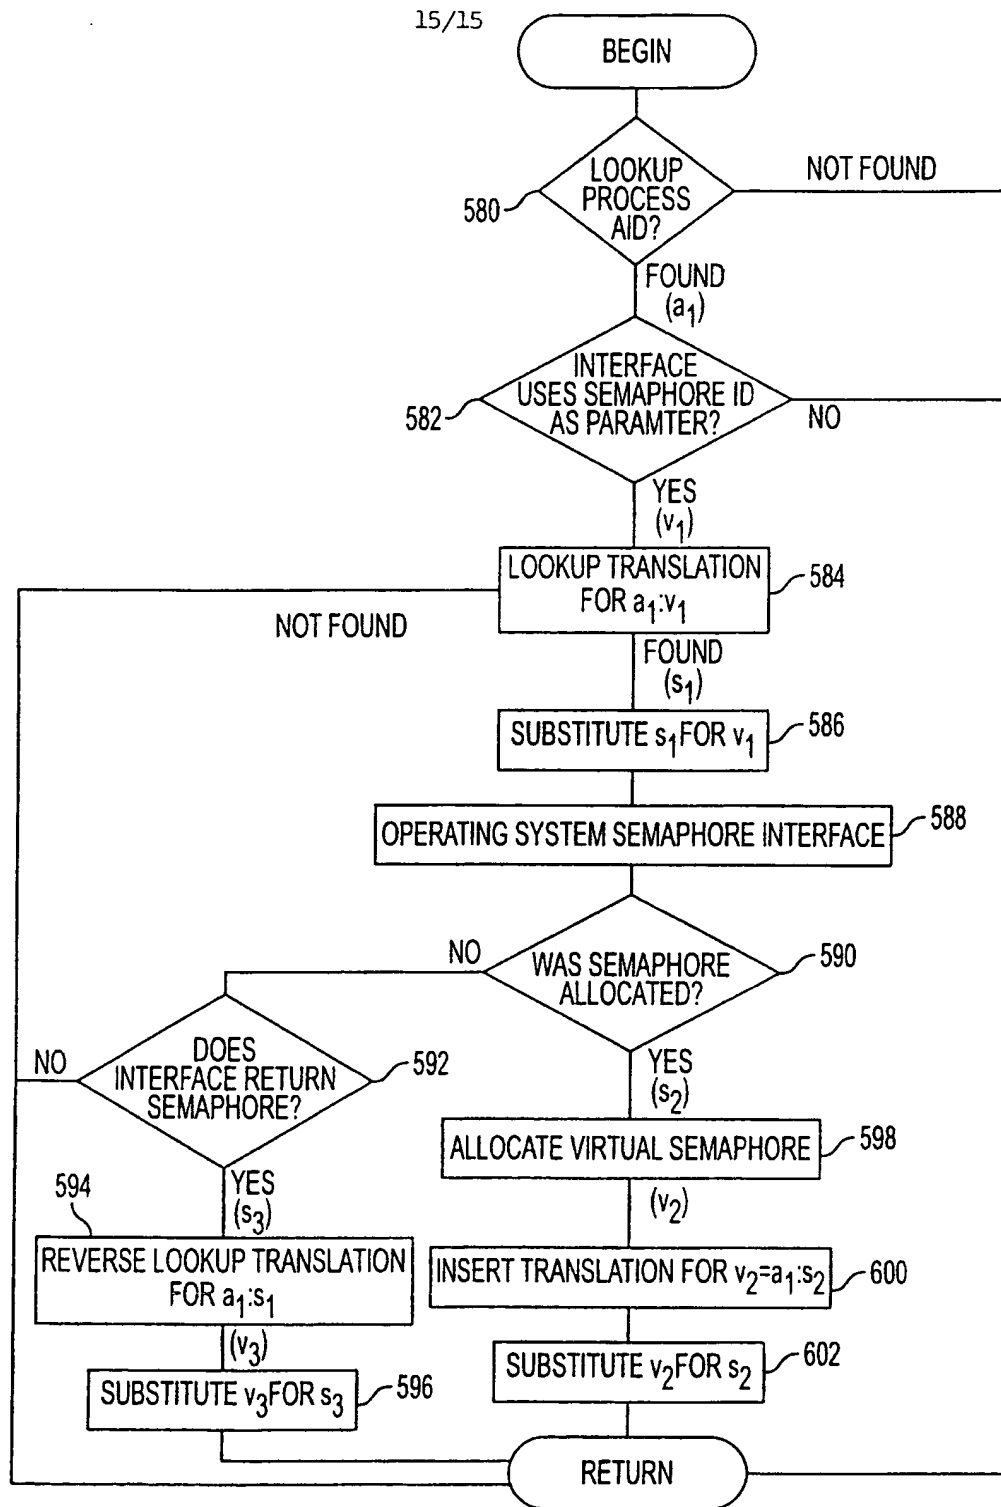 15/15
BEGIN
LOOKUP
PROCESS
AID?
580
NOT FOUND
FOUND
(a1)
INTERFACE
USES SEMAPHORE ID
AS PARAMTER?
582
NO
YES
(v1)
LOOKUP TRANSLATION
FOR a1:v1
584
NOT FOUND
FOUND
(s1)
SUBSTITUTE s1 FOR v1
586
OPERATING SYSTEM SEMAPHORE INTERFACE
588
WAS SEMAPHORE
ALLOCATED?
590
NO
DOES
INTERFACE RETURN
SEMAPHORE?
592
NO
YES
(s2)
ALLOCATE VIRTUAL SEMAPHORE
598
(v2)
YES
(s3)
594
REVERSE LOOKUP TRANSLATION
FOR a1:s1
INSERT TRANSLATION FOR v2=a1:s2
600
(v3)
SUBSTITUTE v3 FOR s3
596
SUBSTITUTE v2 FOR s2
602
RETURN